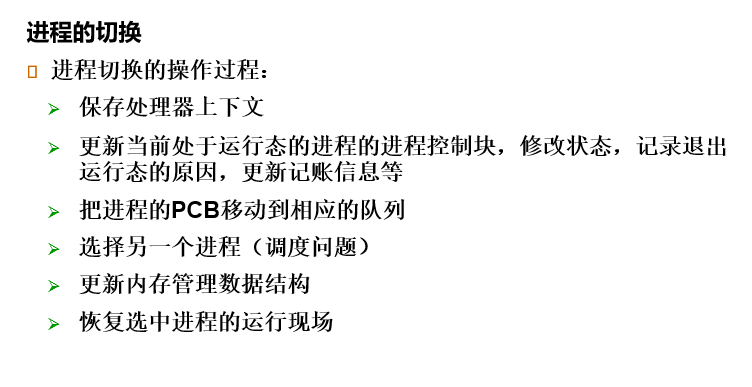 进程的切换
进程切换的操作过程：
保存处理器上下文
更新当前处于运行态的进程的进程控制块，修改状态，记录退出
运行态的原因，更新记账信息等
把进程的PCB移动到相应的队列
选择另一个进程（调度问题）
更新内存管理数据结构
恢复选中进程的运行现场